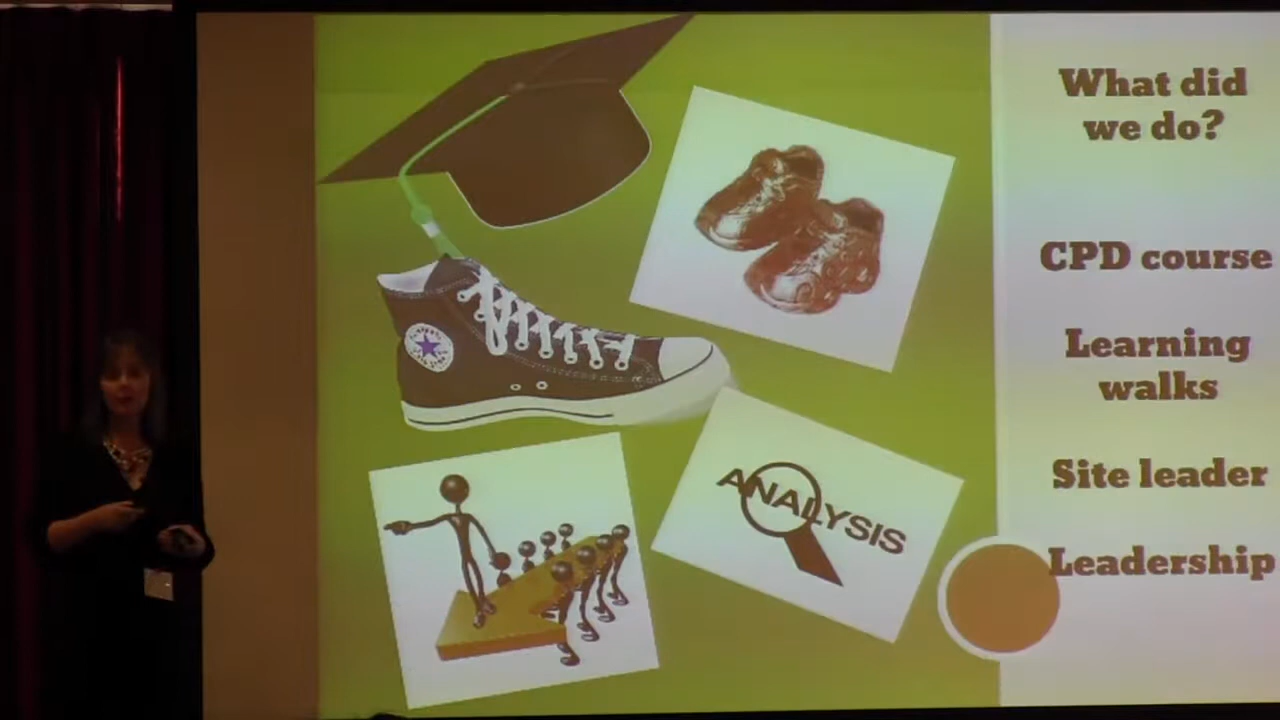 What did
we do?
CPD course
Learning
walks
Site leader
Leadership
ANALYSIS